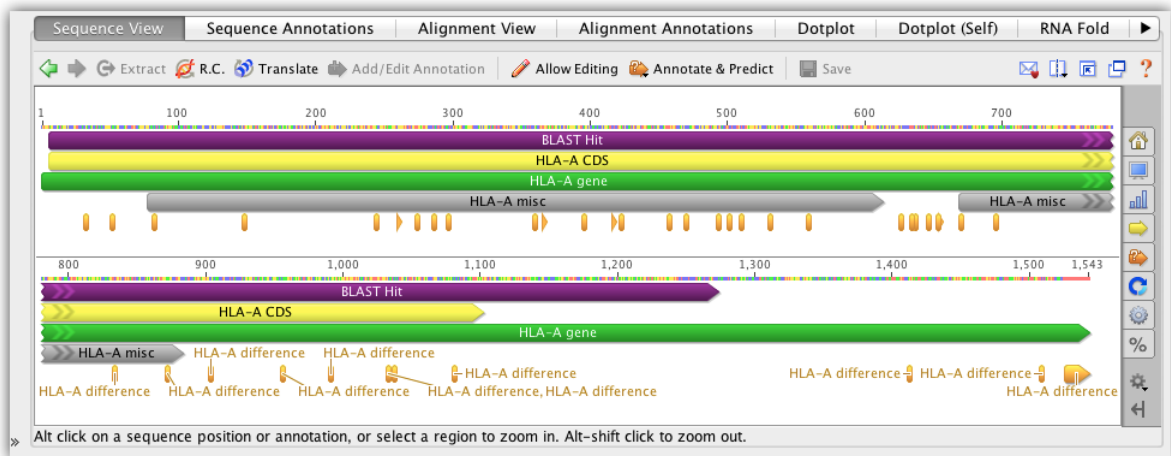 Sequence View Sequence Annotations Alignment View Alignment Annotations Dotplot Dotplot (Self) RNA Fold
Extract R.C. Translate Add/Edit Annotation Allow Editing Annotate & Predict Save
1 100 200 300 400 500 600 700
BLAST Hit
HLA-A CDS
HLA-A gene
HLA-A misc HLA-A misc
800 900 1,000 1,100 1,200 1,300 1,400 1,500 1,543
BLAST Hit
HLA-A CDS
HLA-A gene
HLA-A misc HLA-A difference HLA-A difference
HLA-A difference HLA-A difference HLA-A difference
HLA-A difference HLA-A difference HLA-A difference HLA-A difference, HLA-A difference HLA-A difference
%
» Alt click on a sequence position or annotation, or select a region to zoom in. Alt-shift click to zoom out.